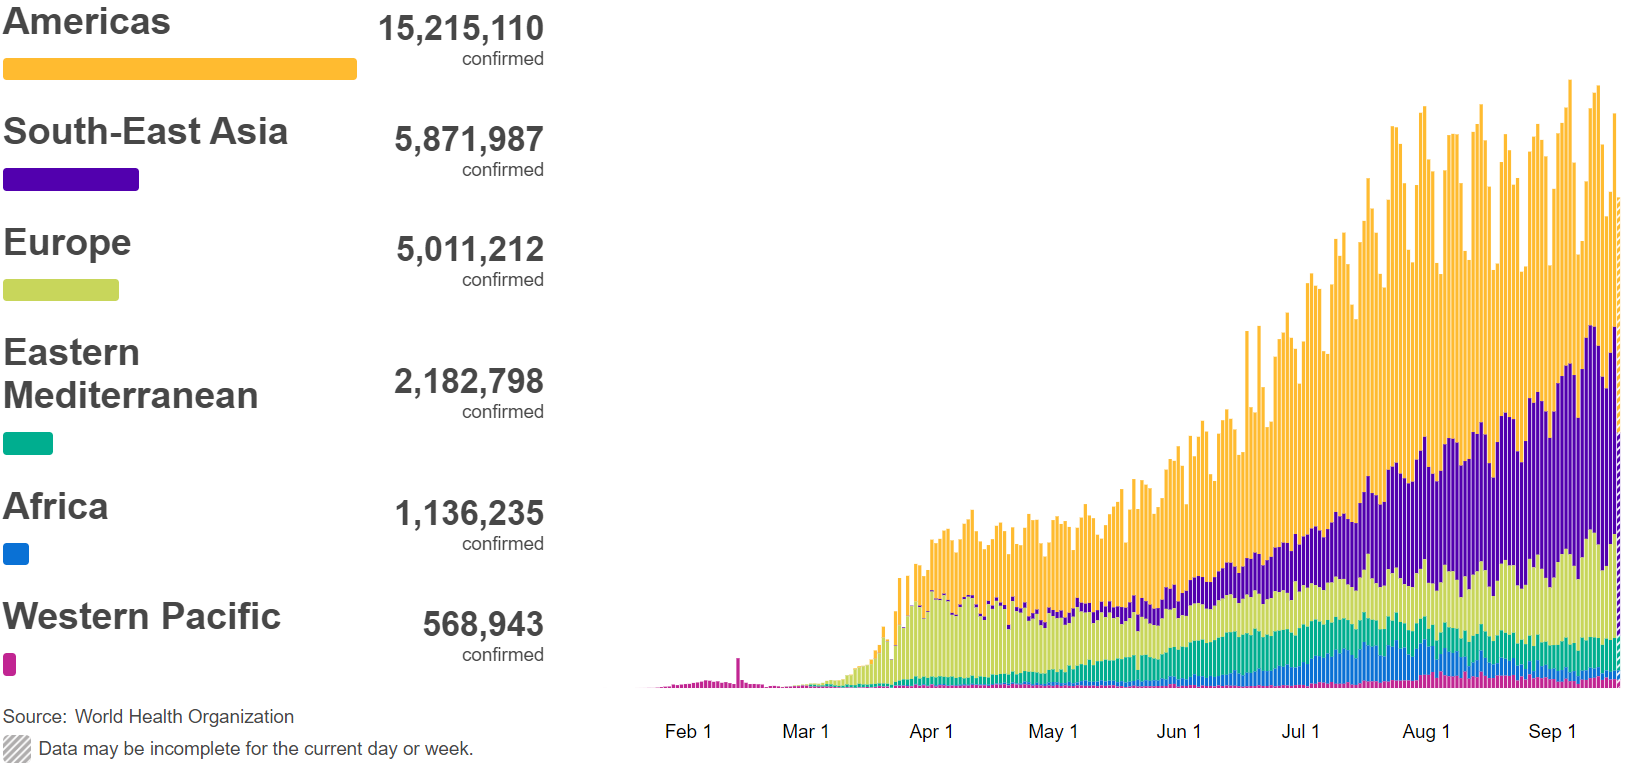 Americas
15,215,110
confirmed
South-East Asia
5,871,987
confirmed
Europe
5,011,212
confirmed
Eastern
Mediterranean
2,182,798
confirmed
Africa
1,136,235
confirmed
Western Pacific
568,943
confirmed
Source: World Health Organization
Data may be incomplete for the current day or week.
Feb 1 Mar 1 Apr 1 May 1 Jun 1 Jul 1 Aug 1 Sep 1